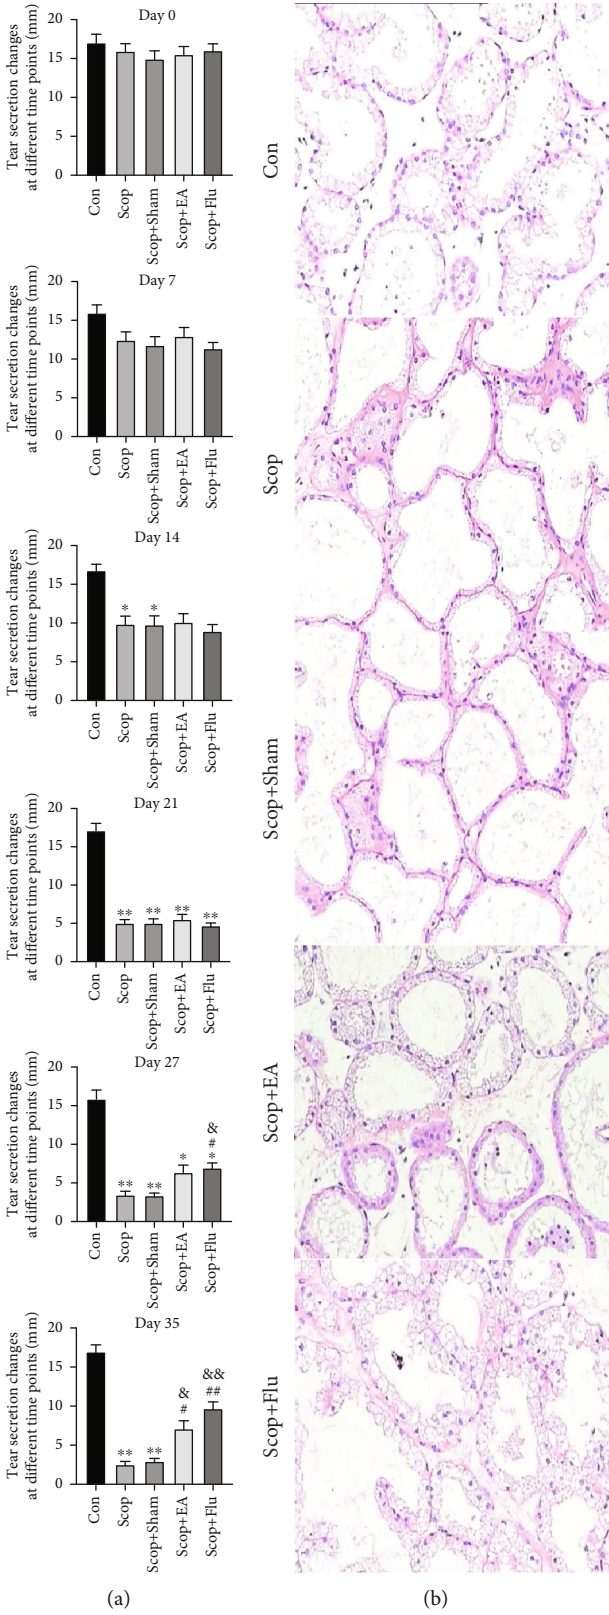 Day 0
Tear secretion changes
at different time points (mm)
20
15
10
5
0
Con
Scop
Scop+Sham
Scop+EA
Scop+Flu
Day 7
Tear secretion changes
at different time points (mm)
20
15
10
5
0
Con
Scop
Scop+Sham
Scop+EA
Scop+Flu
Day 14
Tear secretion changes
at different time points (mm)
20
15
10
5
0
* *
Con
Scop
Scop+Sham
Scop+EA
Scop+Flu
Day 21
Tear secretion changes
at different time points (mm)
20
15
10
5
0
** ** ** **
Con
Scop
Scop+Sham
Scop+EA
Scop+Flu
Day 27
Tear secretion changes
at different time points (mm)
20
15
10
5
0
&
#
** ** * *
Con
Scop
Scop+Sham
Scop+EA
Scop+Flu
Day 35
Tear secretion changes
at different time points (mm)
20
15
10
5
0
& &&
# ##
** **
Con
Scop
Scop+Sham
Scop+EA
Scop+Flu
(a)
Con
Scop
Scop+Sham
Scop+EA
Scop+Flu
(b)